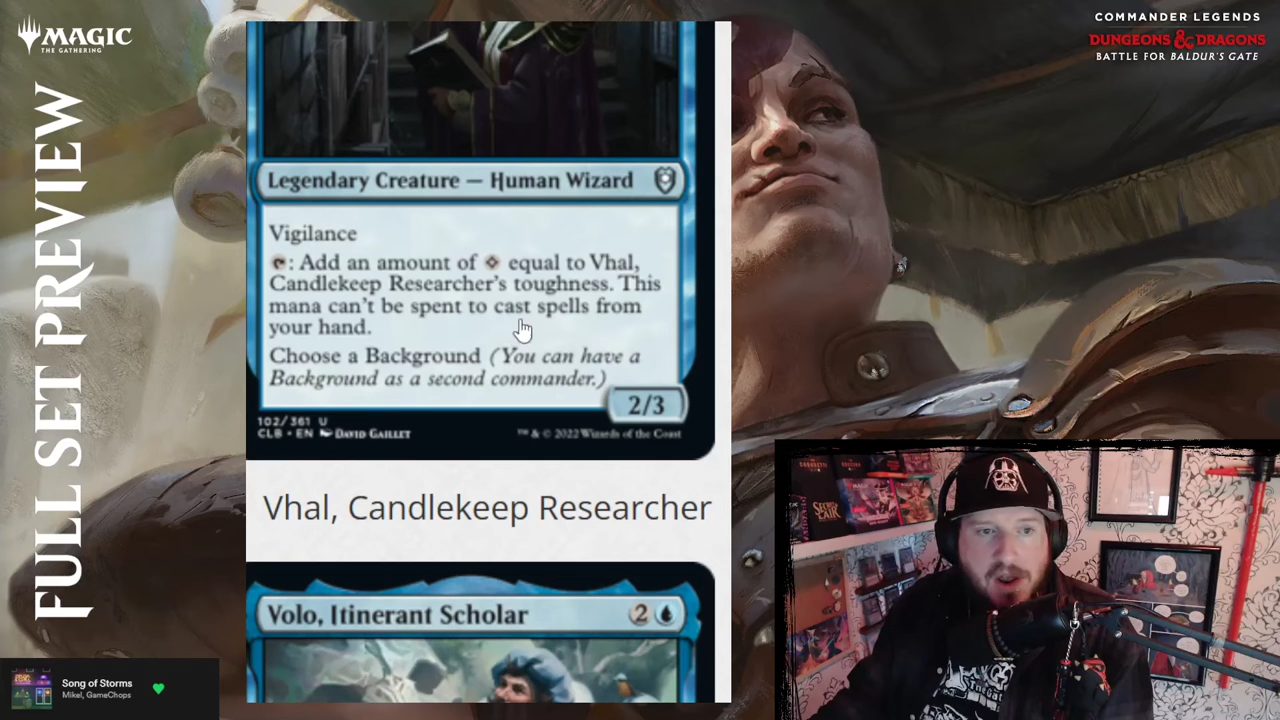 MAGIC
THE GATHERING
COMMANDER LEGENDS
DUNGEONS & DRAGONS
BATTLE FOR BALDUR'S GATE
FULL SET PREVIEW
Legendary Creature — Human Wizard
Vigilance
: Add an amount of equal to Vhal,
Candlekeep Researcher's toughness. This
mana can't be spent to cast spells from
your hand.
Choose a Background (You can have a
Background as a second commander.)
2/3
102/361 U
CLB • EN DAVID GAILLET
™ & © 2022 Wizards of the Coast
Vhal, Candlekeep Researcher
Volo, Itinerant Scholar
2
SECRET
LAIR
Song of Storms
Mikel, GameChops